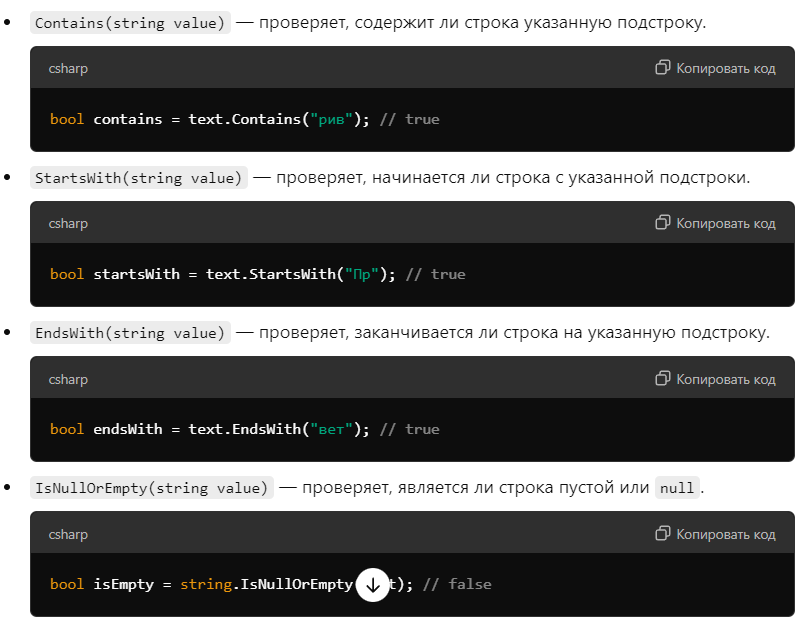 Contains(string value) — проверяет, содержит ли строка указанную подстроку.
csharp Копировать код
bool contains = text.Contains("рив"); // true
StartsWith(string value) — проверяет, начинается ли строка с указанной подстроки.
csharp Копировать код
bool startsWith = text.StartsWith("Пр"); // true
EndsWith(string value) — проверяет, заканчивается ли строка на указанную подстроку.
csharp Копировать код
bool endsWith = text.EndsWith("вет"); // true
IsNullOrEmpty(string value) — проверяет, является ли строка пустой или null.
csharp Копировать код
bool isEmpty = string.IsNullOrEmpty t); // false